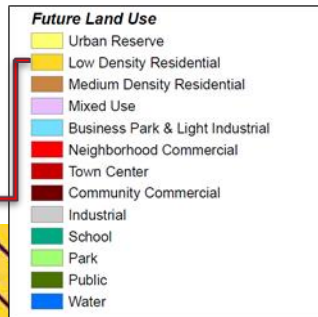 Future Land Use
Urban Reserve
Low Density Residential
Medium Density Residential
Mixed Use
Business Park & Light Industrial
Neighborhood Commercial
Town Center
Community Commercial
Industrial
School
Park
Public
Water